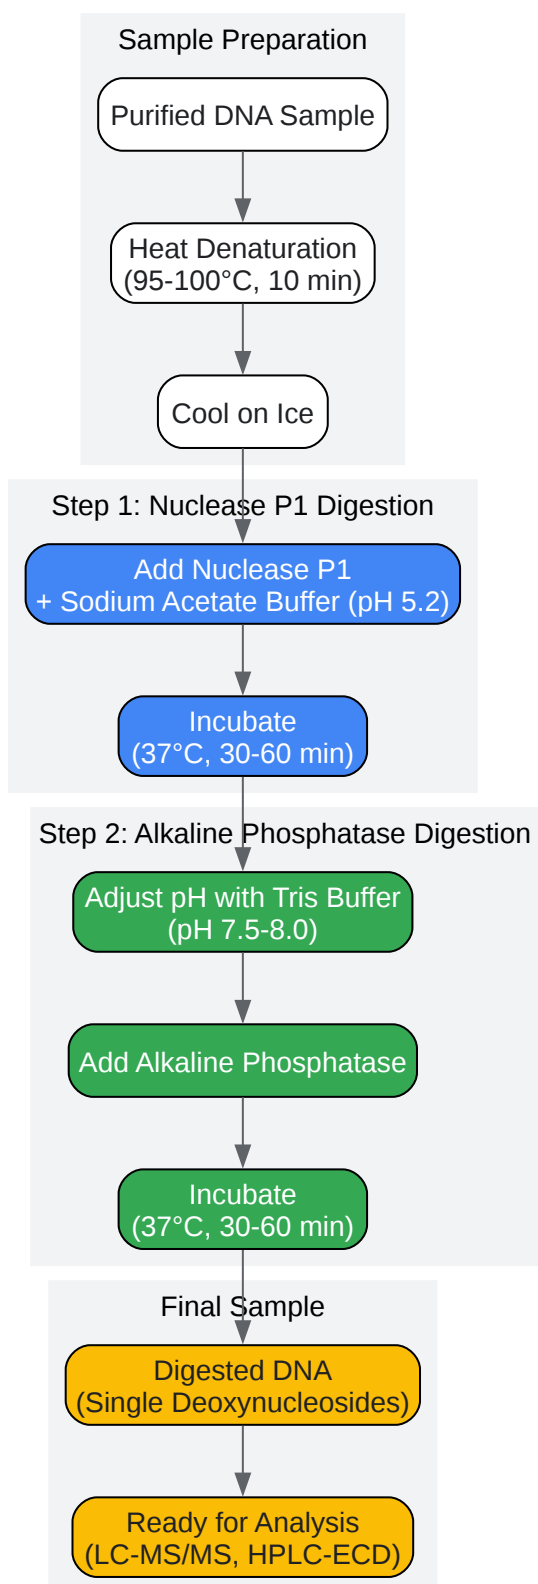 Sample Preparation
Purified DNA Sample
Heat Denaturation
(95-100°C, 10 min)
Cool on Ice
Step 1: Nuclease P1 Digestion
Add Nuclease P1
+ Sodium Acetate Buffer (pH 5.2)
Incubate
(37°C, 30-60 min)
Step 2: Alkaline Phosphatase Digestion
Adjust pH with Tris Buffer
(pH 7.5-8.0)
Add Alkaline Phosphatase
Incubate
(37°C, 30-60 min)
Final Sample
Digested DNA
(Single Deoxynucleosides)
Ready for Analysis
(LC-MS/MS, HPLC-ECD)